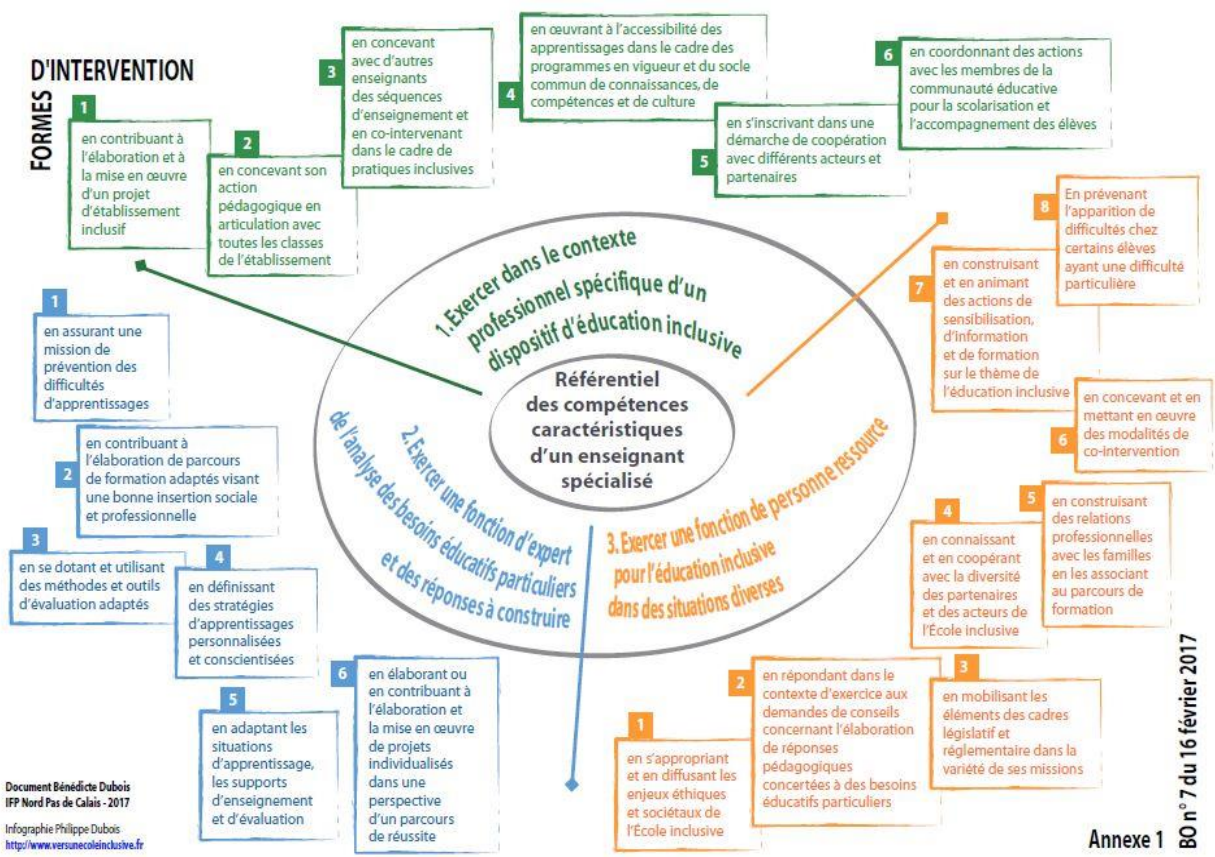 FORMES
D'INTERVENTION
1
en contribuant à
l'élaboration et à
la mise en œuvre
d'un projet
d'établissement
inclusif
2
en concevant son
action
pédagogique en
articulation avec
toutes les classes
de l'établissement
3
en concevant
avec d'autres
enseignants
des séquences
d'enseignement et
en co-intervenant
dans le cadre de
pratiques inclusives
4
en œuvrant à l'accessibilité des
apprentissages dans le cadre des
programmes en vigueur et du socle
commun de connaissances, de
compétences et de culture
5
en s'inscrivant dans une
démarche de coopération
avec différents acteurs et
partenaires
6
en coordonnant des actions
avec les membres de la
communauté éducative
pour la scolarisation et
l'accompagnement des élèves
1. Exercer dans le contexte
professionnel spécifique d'un
dispositif d'éducation inclusive
Référentiel
des compétences
caractéristiques
d'un enseignant
spécialisé
2. Exercer une fonction d'expert
de l'analyse des besoins éducatifs particuliers
et des réponses à construire
3. Exercer une fonction de personne ressource
pour l'éducation inclusive
dans des situations diverses
1
en assurant une
mission de
prévention des
difficultés
d'apprentissages
2
en contribuant à
l'élaboration de parcours
de formation adaptés visant
une bonne insertion sociale
et professionnelle
3
en se dotant et utilisant
des méthodes et outils
d'évaluation adaptés
4
en définissant
des stratégies
d'apprentissages
personnalisées
et conscientisées
5
en adaptant les
situations
d'apprentissage,
les supports
d'enseignement
et d'évaluation
6
en élaborant ou
en contribuant à
l'élaboration et
la mise en œuvre
de projets
individualisés
dans une
perspective
d'un parcours
de réussite
8
En prévenant
l'apparition de
difficultés chez
certains élèves
ayant une difficulté
particulière
7
en construisant
et en animant
des actions de
sensibilisation,
d'information
et de formation
sur le thème de
l'éducation inclusive
6
en concevant et en
mettant en œuvre
des modalités de
co-intervention
5
en construisant
des relations
professionnelles
avec les familles
en les associant
au parcours de
formation
4
en connaissant
et en coopérant
avec la diversité
des partenaires
et des acteurs de
l'École inclusive
3
en mobilisant les
éléments des cadres
législatif et
réglementaire dans la
variété de ses missions
2
en répondant dans le
contexte d'exercice aux
demandes de conseils
concernant l'élaboration
de réponses
pédagogiques
concertées à des besoins
éducatifs particuliers
1
en s'appropriant
et en diffusant les
enjeux éthiques
et sociétaux de
l'École inclusive
Document Bénédicte Dubois
IFP Nord Pas de Calais - 2017
Infographie Philippe Dubois
http://www.versunecoleinclusive.fr
Annexe 1
BO n° 7 du 16 février 2017